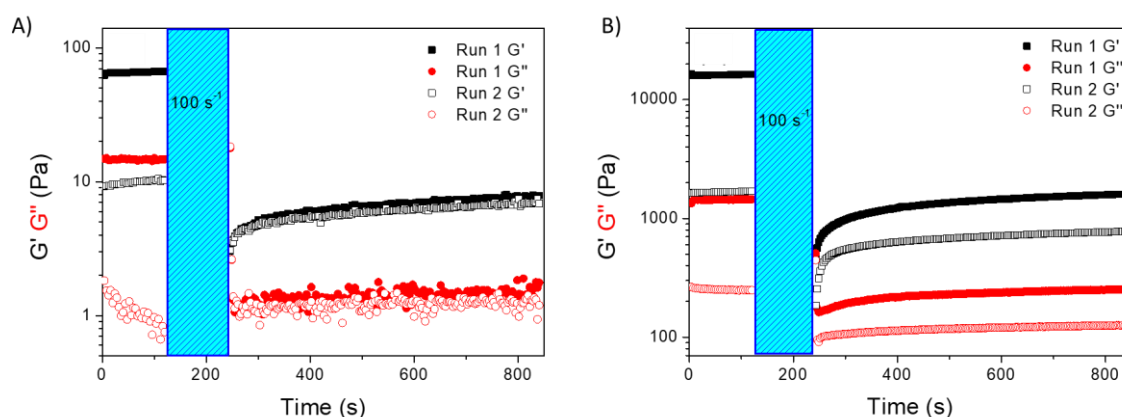 A)
100
10
1
G' G" (Pa)
0
200
400
600
800
Time (s)
100 s⁻¹
Run 1 G'
Run 1 G"
Run 2 G'
Run 2 G"
B)
10000
1000
100
G' G" (Pa)
0
200
400
600
800
Time (s)
100 s⁻¹
Run 1 G'
Run 1 G"
Run 2 G'
Run 2 G"